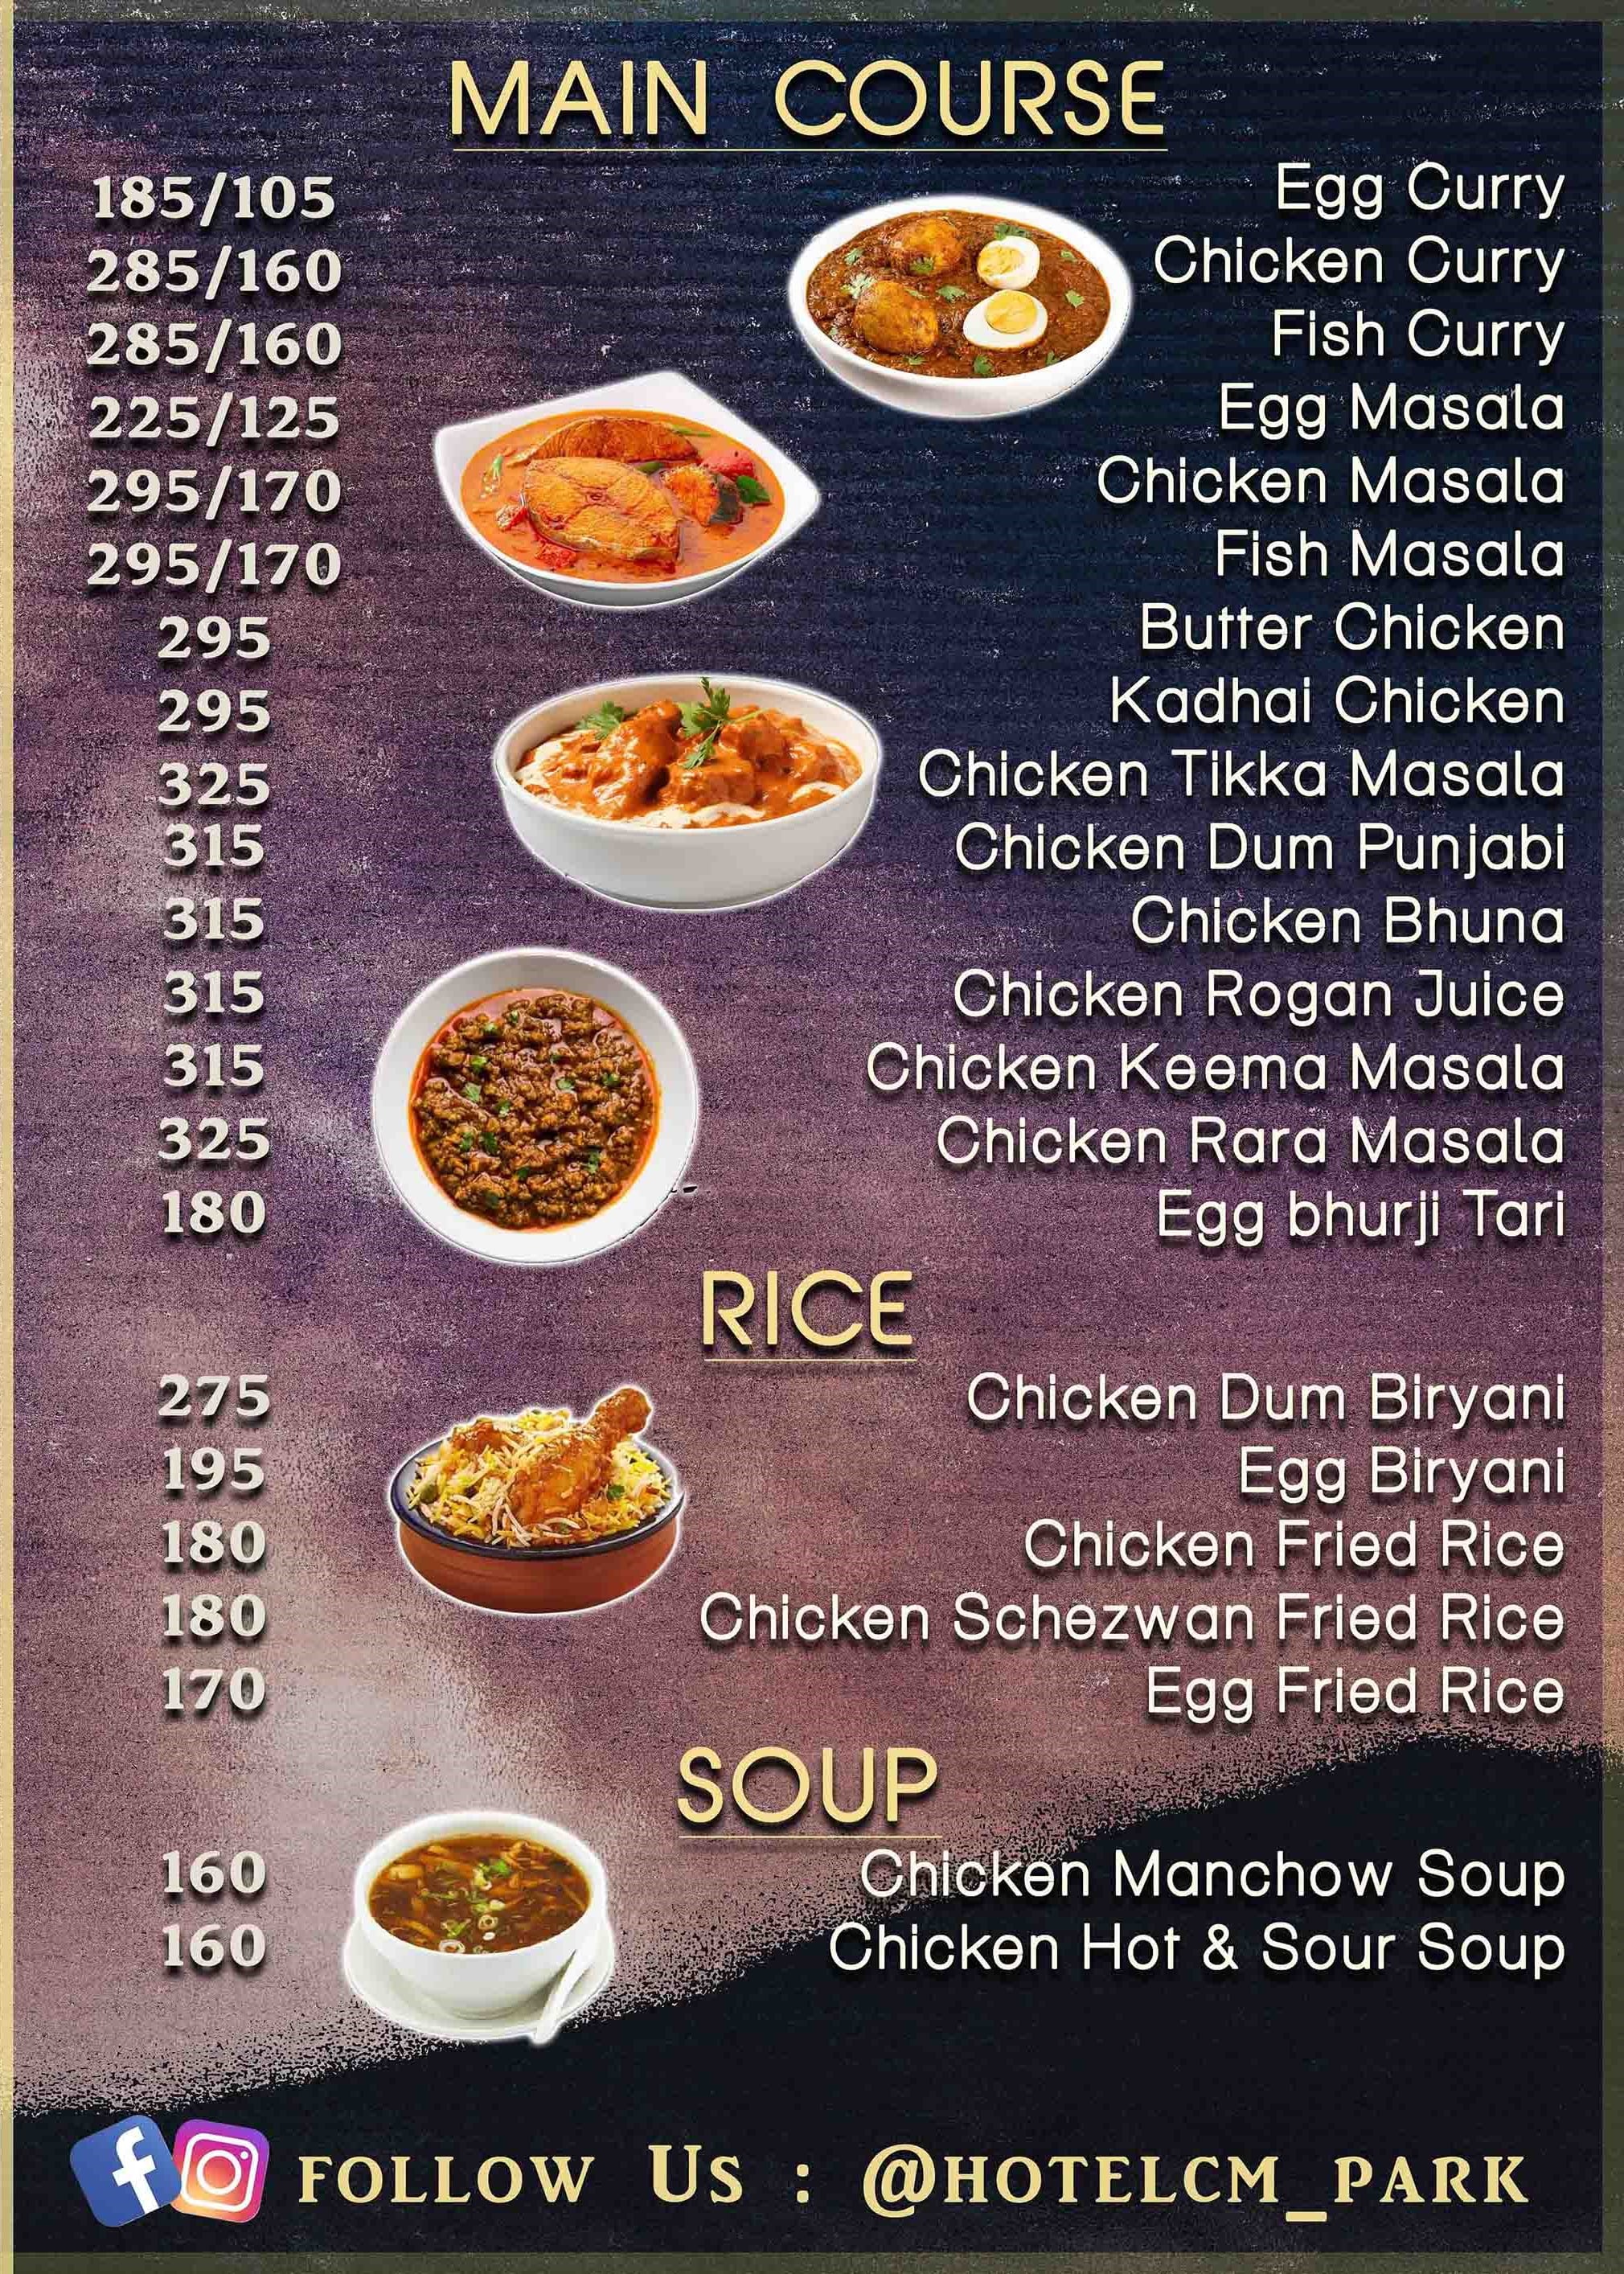 MAIN COURSE
185/105 Egg Curry
285/160 Chicken Curry
285/160 Fish Curry
225/125 Egg Masala
295/170 Chicken Masala
295/170 Fish Masala
295 Butter Chicken
295 Kadhai Chicken
325 Chicken Tikka Masala
315 Chicken Dum Punjabi
315 Chicken Bhuna
315 Chicken Rogan Juice
315 Chicken Keema Masala
325 Chicken Rara Masala
180 Egg bhurji Tari
RICE
275 Chicken Dum Biryani
195 Egg Biryani
180 Chicken Fried Rice
180 Chicken Schezwan Fried Rice
170 Egg Fried Rice
SOUP
160 Chicken Manchow Soup
160 Chicken Hot & Sour Soup
FOLLOW US : @HOTELCM_PARK